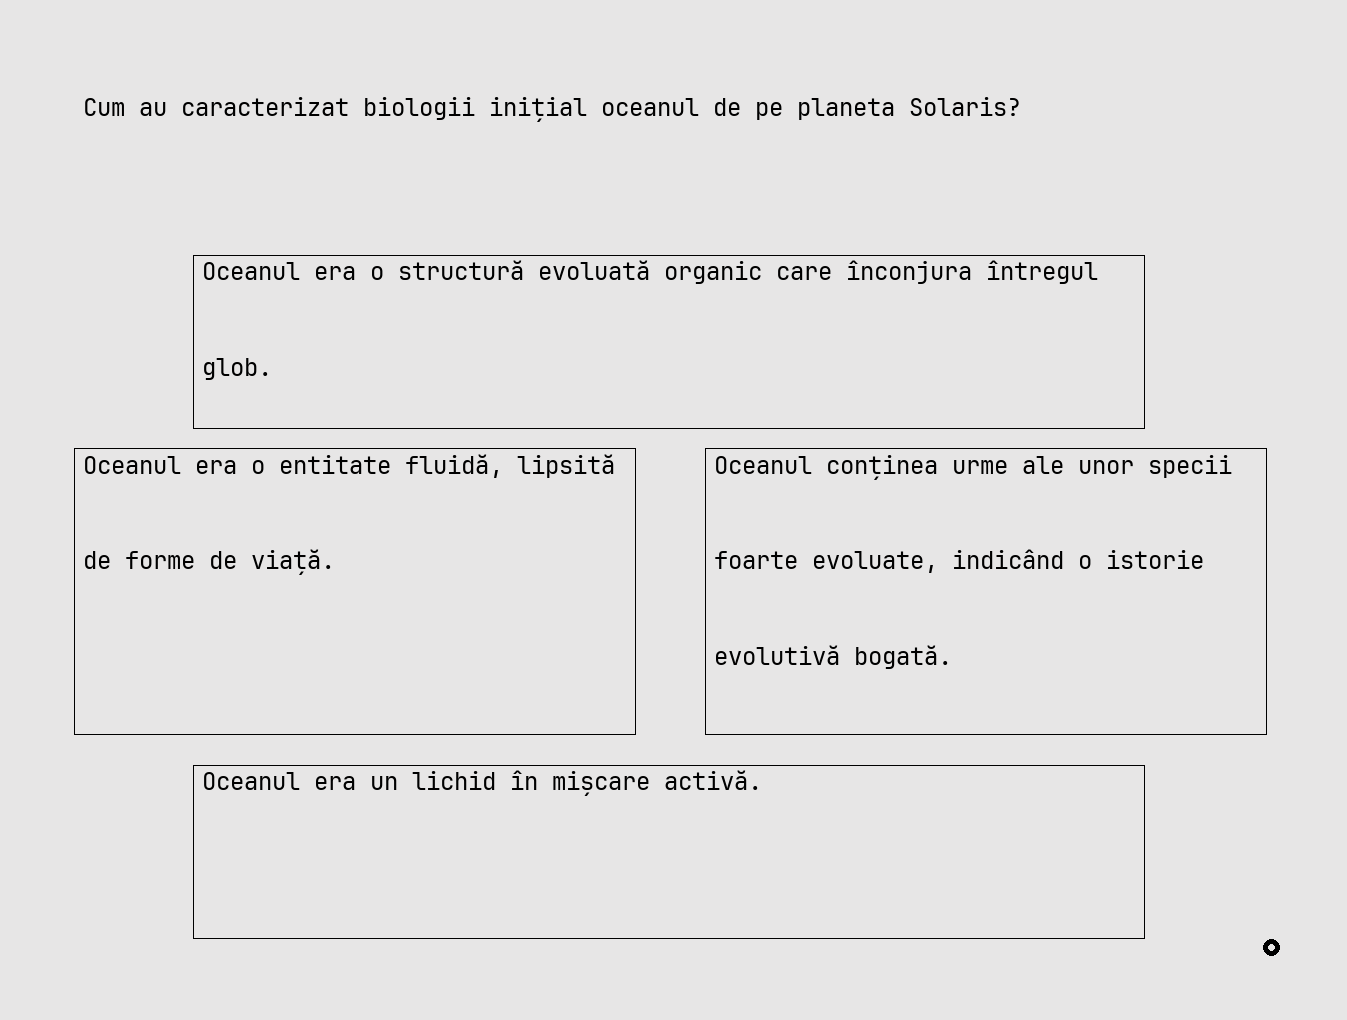 Cum au caracterizat biologii inițial oceanul de pe planeta Solaris?
Oceanul era o structură evoluată organic care înconjura întregul
glob.
Oceanul era o entitate fluidă, lipsită
de forme de viață.
Oceanul conținea urme ale unor specii
foarte evoluate, indicând o istorie
evolutivă bogată.
Oceanul era un lichid în mișcare activă.